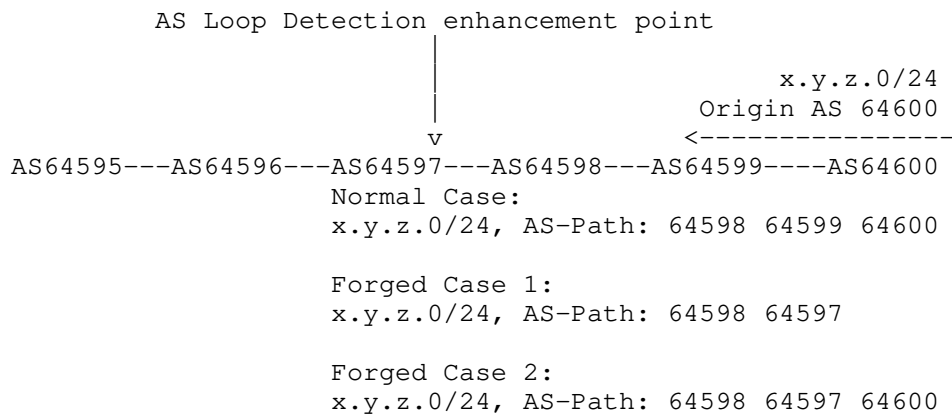 AS Loop Detection enhancement point
|
|
| x.y.z.0/24
| Origin AS 64600
v <----------------
AS64595---AS64596---AS64597---AS64598---AS64599----AS64600
Normal Case:
x.y.z.0/24, AS-Path: 64598 64599 64600
Forged Case 1:
x.y.z.0/24, AS-Path: 64598 64597
Forged Case 2:
x.y.z.0/24, AS-Path: 64598 64597 64600